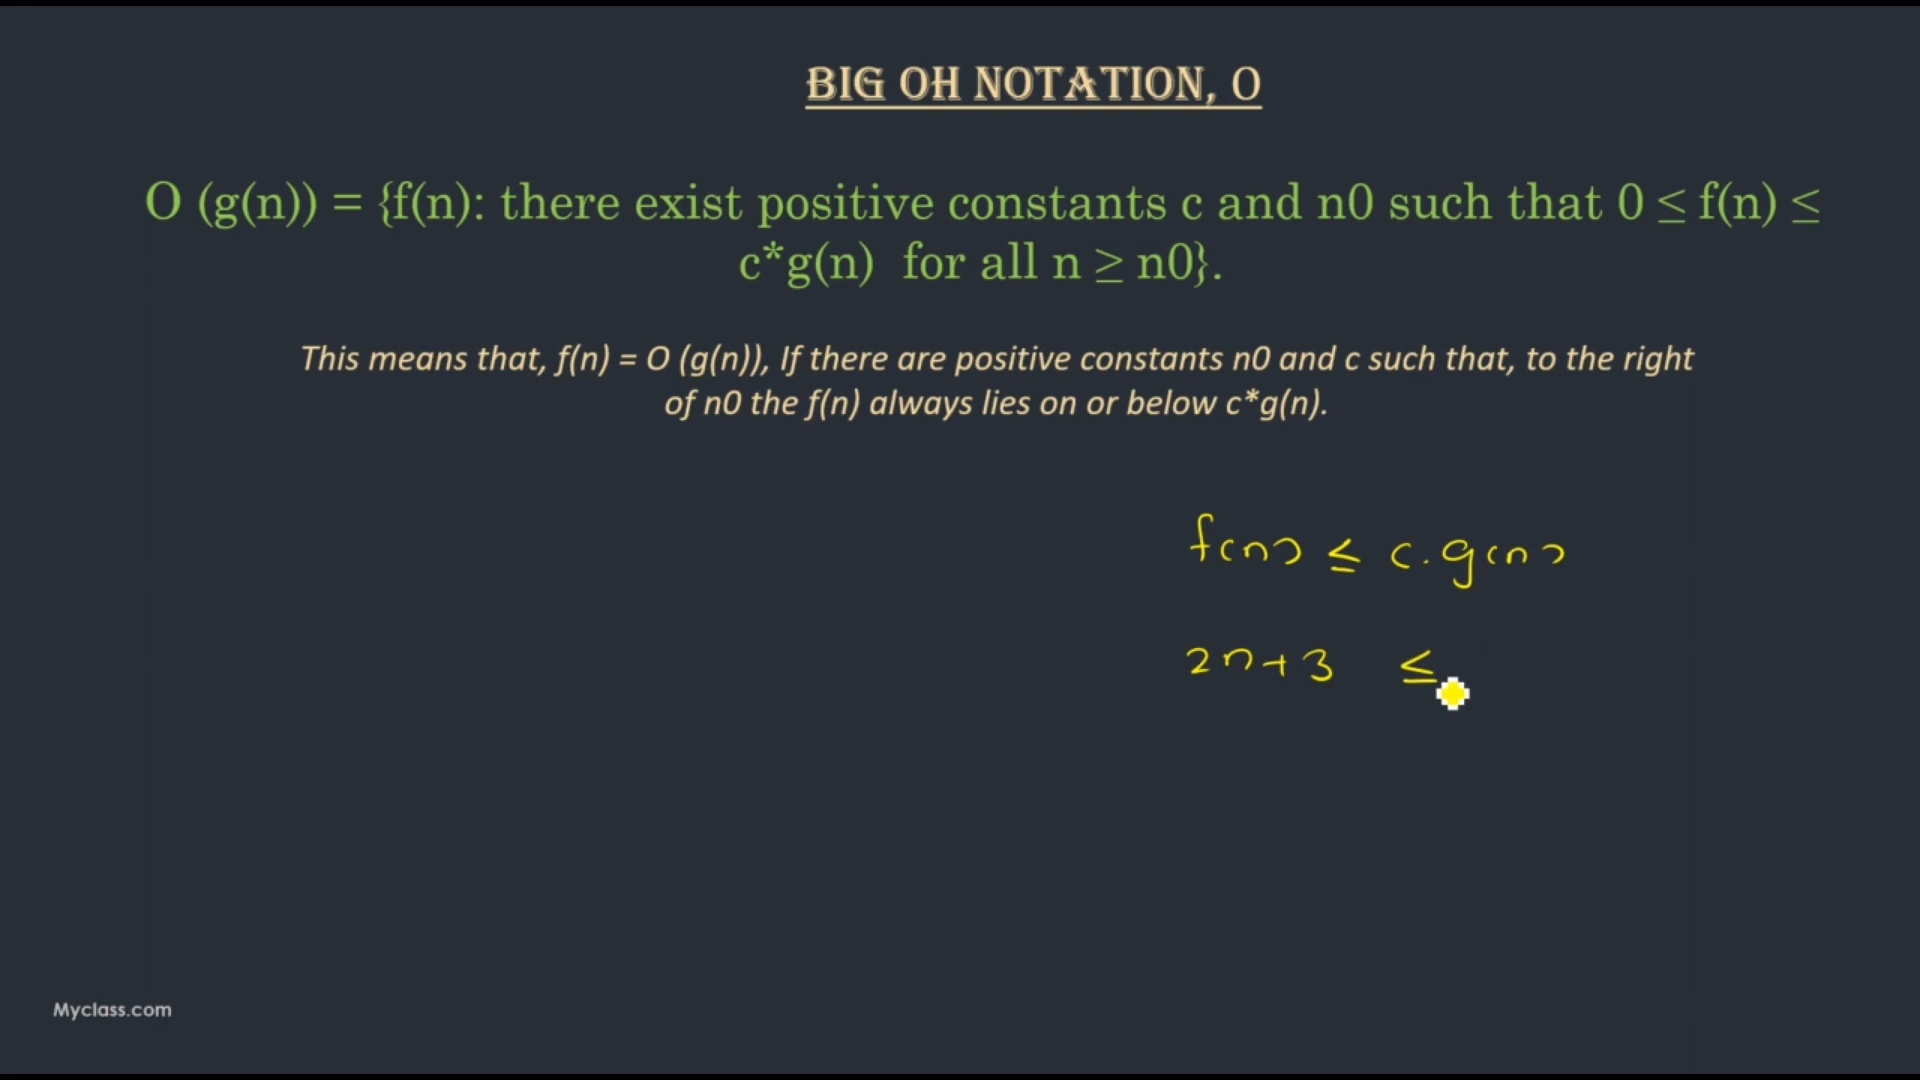 BIG OH NOTATION, O
O (g(n)) = {f(n): there exist positive constants c and n0 such that 0 ≤ f(n) ≤
c*g(n) for all n ≥ n0}.
This means that, f(n) = O (g(n)), If there are positive constants n0 and c such that, to the right
of n0 the f(n) always lies on or below c*g(n).
f(n) ≤ c.g(n)
2n+3 ≤
Myclass.com